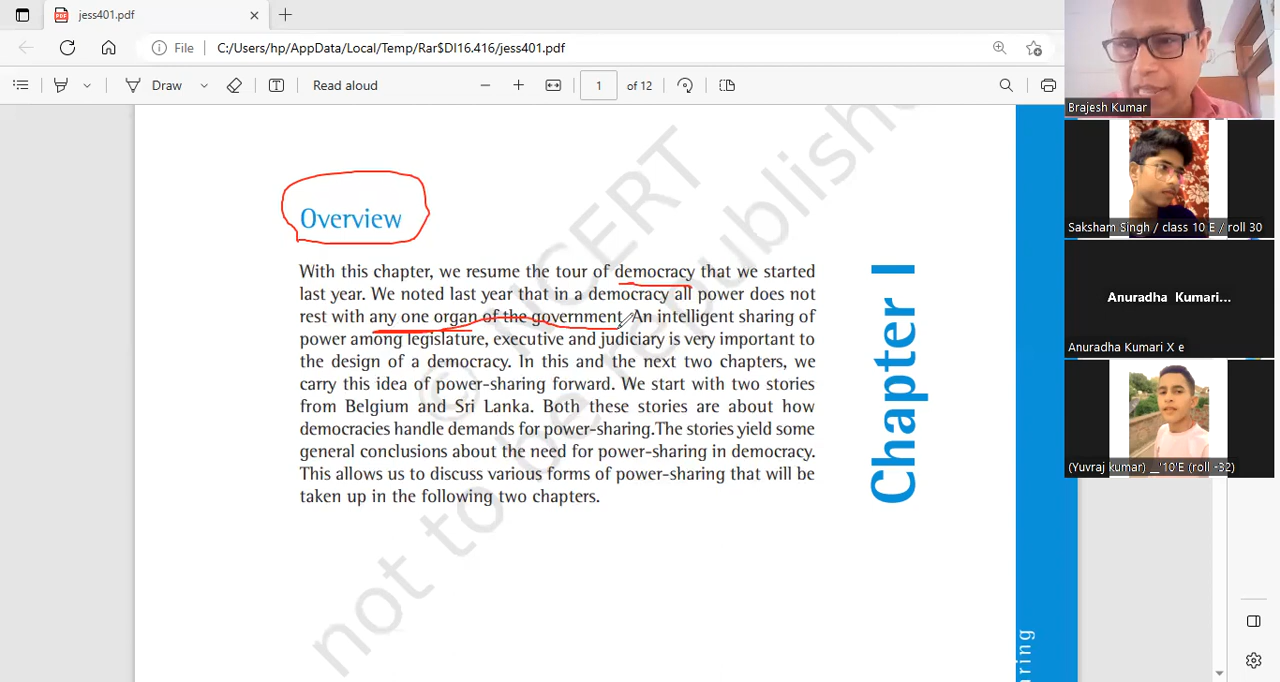 jess401.pdf
File C:/Users/hp/AppData/Local/Temp/Rar$DI16.416/jess401.pdf
Draw Read aloud 1 of 12
Overview
With this chapter, we resume the tour of democracy that we started
last year. We noted last year that in a democracy all power does not
rest with any one organ of the government. An intelligent sharing of
power among legislature, executive and judiciary is very important to
the design of a democracy. In this and the next two chapters, we
carry this idea of power-sharing forward. We start with two stories
from Belgium and Sri Lanka. Both these stories are about how
democracies handle demands for power-sharing.The stories yield some
general conclusions about the need for power-sharing in democracy.
This allows us to discuss various forms of power-sharing that will be
taken up in the following two chapters.
Chapter I
aring
© NCERT
not to be republish
Brajesh Kumar
Saksham Singh / class 10 E / roll 30
Anuradha Kumari...
Anuradha Kumari X e
(Yuvraj kumar) __'10'E (roll -32)